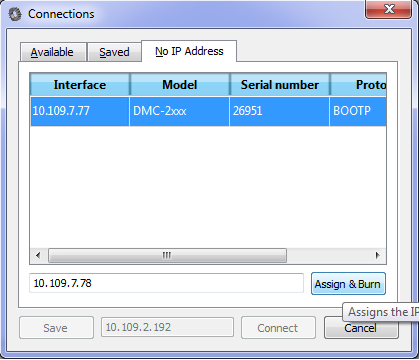 Connections
Available Saved No IP Address
Interface Model Serial number Proto
10.109.7.77 DMC-2xxx 26951 BOOTP
10.109.7.78 Assign & Burn
Assigns the IP
Save 10.109.2.192 Connect Cancel